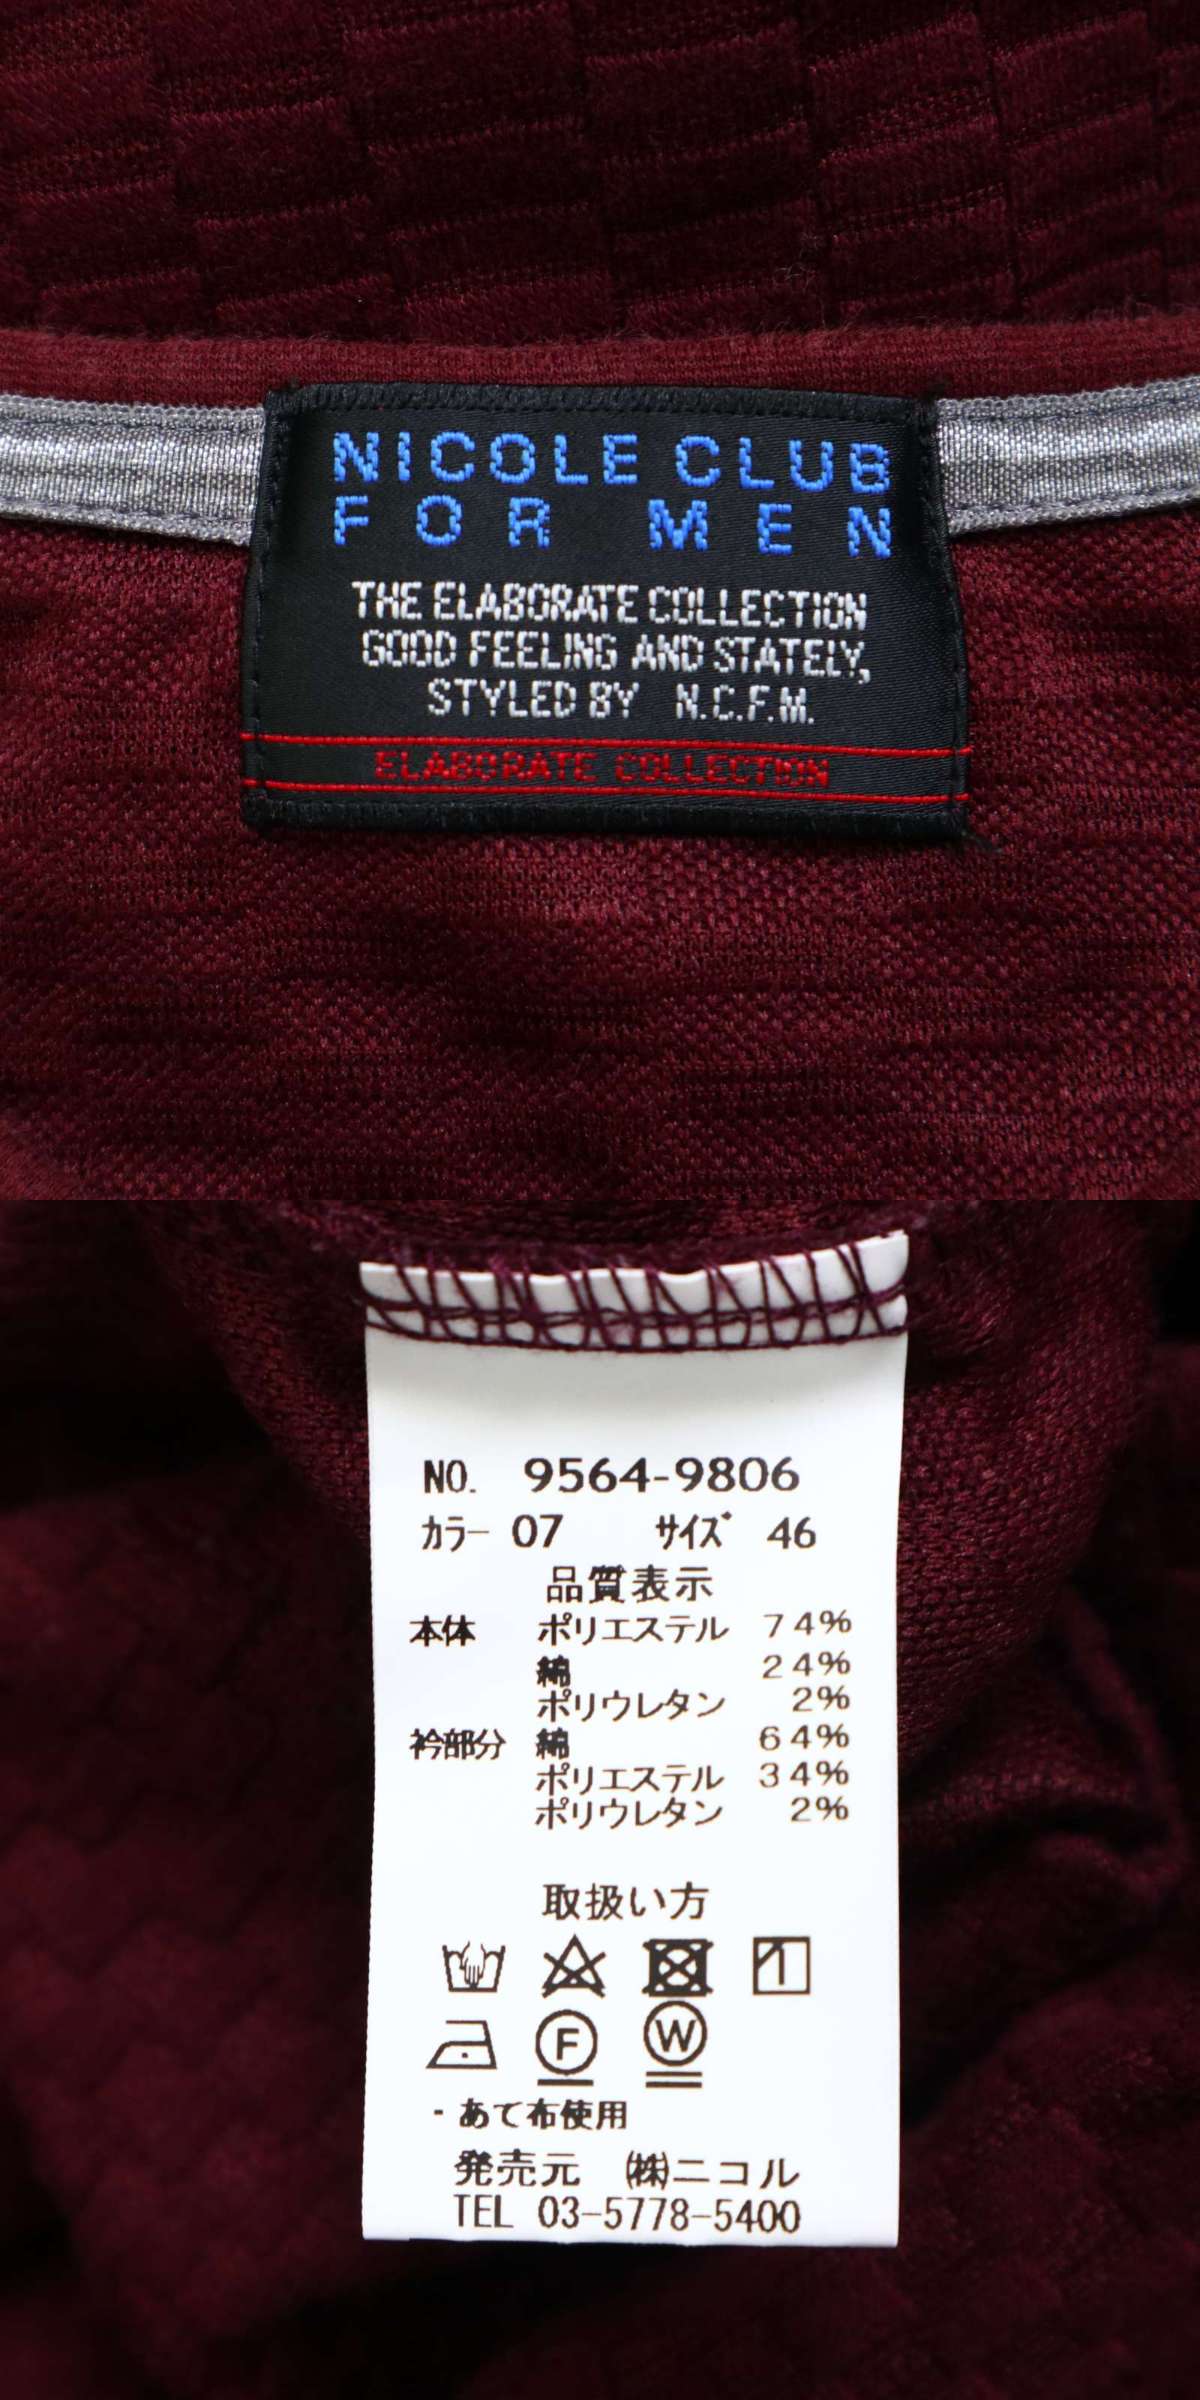 NICOLE CLUB
FOR MEN
THE ELABORATE COLLECTION
GOOD FEELING AND STATELY,
STYLED BY N.C.F.M.
ELABORATE COLLECTION
NO. 9564-9806
カラー 07 サイズ 46
品質表示
本体 ポリエステル 74%
綿 24%
ポリウレタン 2%
衿部分 綿 64%
ポリエステル 34%
ポリウレタン 2%
取扱い方
F W
・あて布使用
発売元 ㈱ニコル
TEL 03-5778-5400